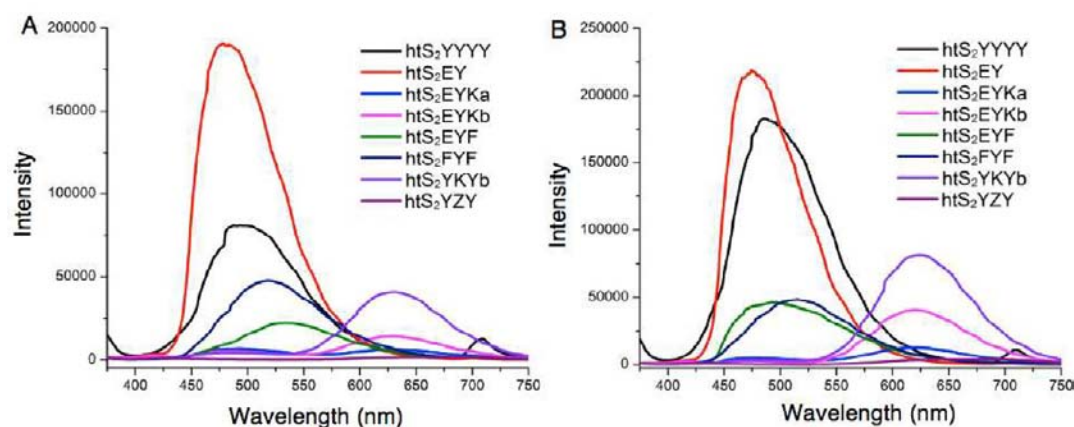 A
200000
150000
100000
50000
0
Intensity
375 400 450 500 550 600 650 700 750
Wavelength (nm)
htS₂YYYY
htS₂EY
htS₂EYKa
htS₂EYKb
htS₂EYF
htS₂FYF
htS₂YKYb
htS₂YZY
B
250000
200000
150000
100000
50000
0
Intensity
400 450 500 550 600 650 700 750
Wavelength (nm)
htS₂YYYY
htS₂EY
htS₂EYKa
htS₂EYKb
htS₂EYF
htS₂FYF
htS₂YKYb
htS₂YZY